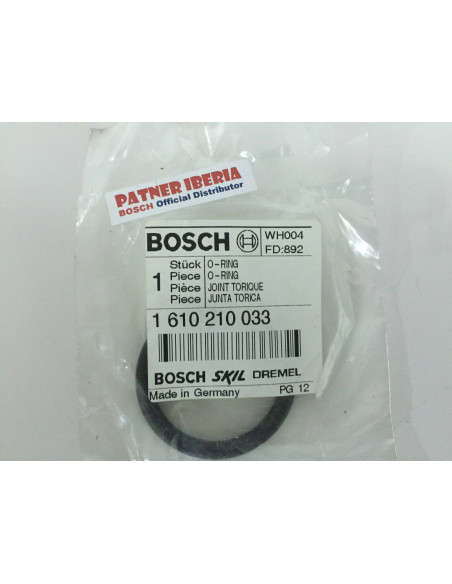 PATNER IBERIA
BOSCH Official Distributor
BOSCH
WH004
FD:892
1
Stück O-RING
Piece O-RING
Pièce JOINT TORIQUE
Piece JUNTA TORICA
1 610 210 033
BOSCH SKIL DREMEL
Made in Germany PG 12